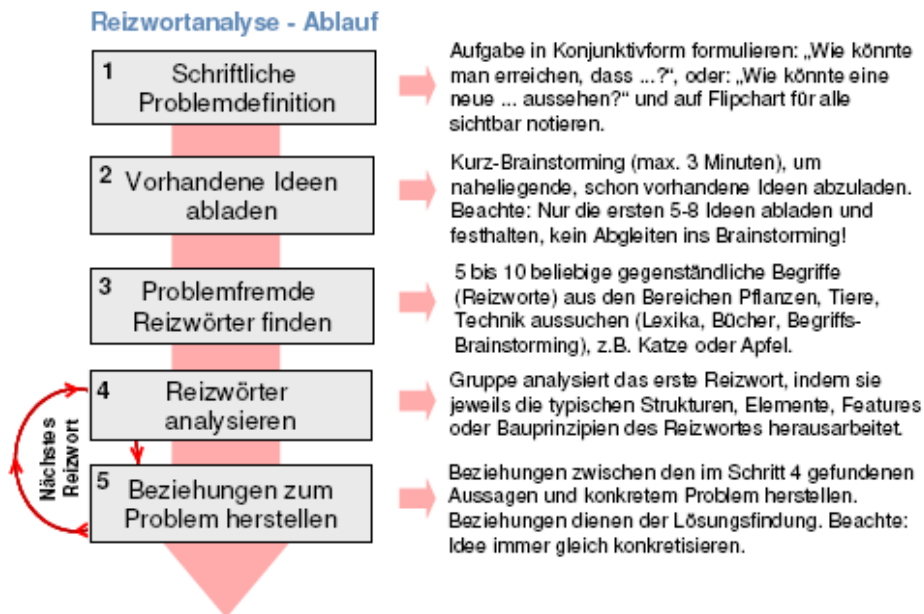 Reizwortanalyse - Ablauf
1
Schriftliche
Problemdefinition
Aufgabe in Konjunktivform formulieren: „Wie könnte
man erreichen, dass ...?", oder: „Wie könnte eine
neue ... aussehen?" und auf Flipchart für alle
sichtbar notieren.
2
Vorhandene Ideen
abladen
Kurz-Brainstorming (max. 3 Minuten), um
naheliegende, schon vorhandene Ideen abzuladen.
Beachte: Nur die ersten 5-8 Ideen abladen und
festhalten, kein Abgleiten ins Brainstorming!
3
Problemfremde
Reizwörter finden
5 bis 10 beliebige gegenständliche Begriffe
(Reizworte) aus den Bereichen Pflanzen, Tiere,
Technik aussuchen (Lexika, Bücher, Begriffs-
Brainstorming), z.B. Katze oder Apfel.
4
Reizwörter
analysieren
Gruppe analysiert das erste Reizwort, indem sie
jeweils die typischen Strukturen, Elemente, Features
oder Bauprinzipien des Reizwortes herausarbeitet.
Nächstes
Reizwort
5
Beziehungen zum
Problem herstellen
Beziehungen zwischen den im Schritt 4 gefundenen
Aussagen und konkretem Problem herstellen.
Beziehungen dienen der Lösungsfindung. Beachte:
Idee immer gleich konkretisieren.